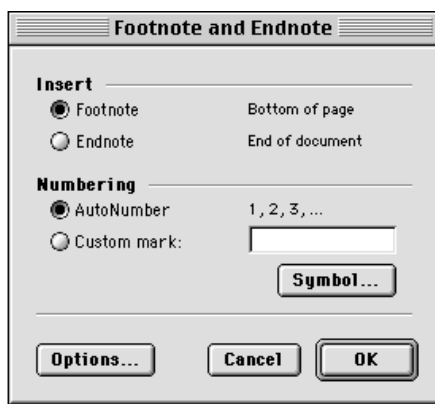 Footnote and Endnote
Insert
Footnote Bottom of page
Endnote End of document
Numbering
AutoNumber 1, 2, 3, ...
Custom mark:
Symbol...
Options... Cancel OK